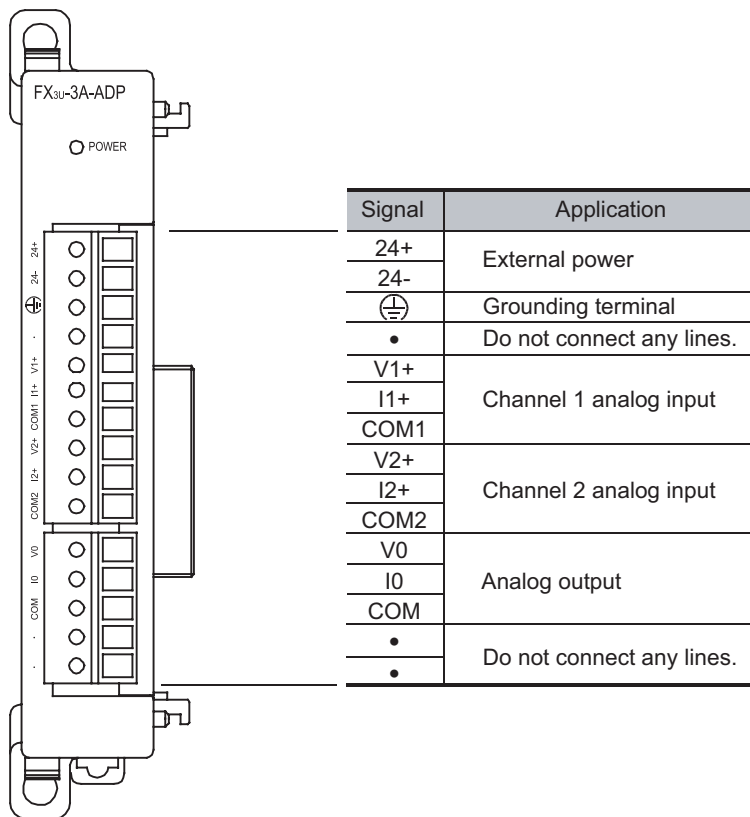 FX3U-3A-ADP
POWER
24+
24-
⏚
.
V1+
I1+
COM1
V2+
I2+
COM2
V0
I0
COM
.
.
Signal Application
24+
24-
External power
⏚ Grounding terminal
• Do not connect any lines.
V1+
I1+
COM1
Channel 1 analog input
V2+
I2+
COM2
Channel 2 analog input
V0
I0
COM
Analog output
•
•
Do not connect any lines.